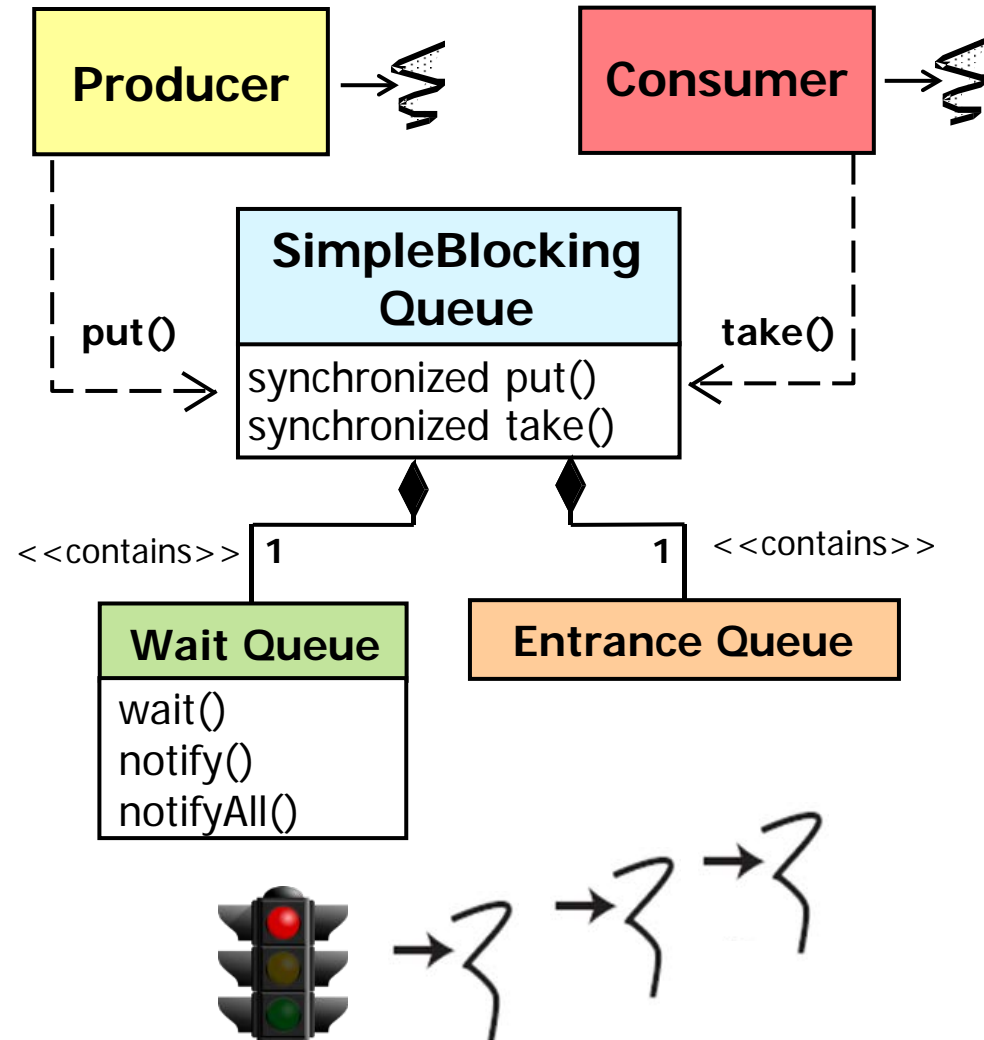 Producer
Consumer
SimpleBlocking
Queue
put()
take()
synchronized put()
synchronized take()
<<contains>>
1
1
<<contains>>
Wait Queue
Entrance Queue
wait()
notify()
notifyAll()